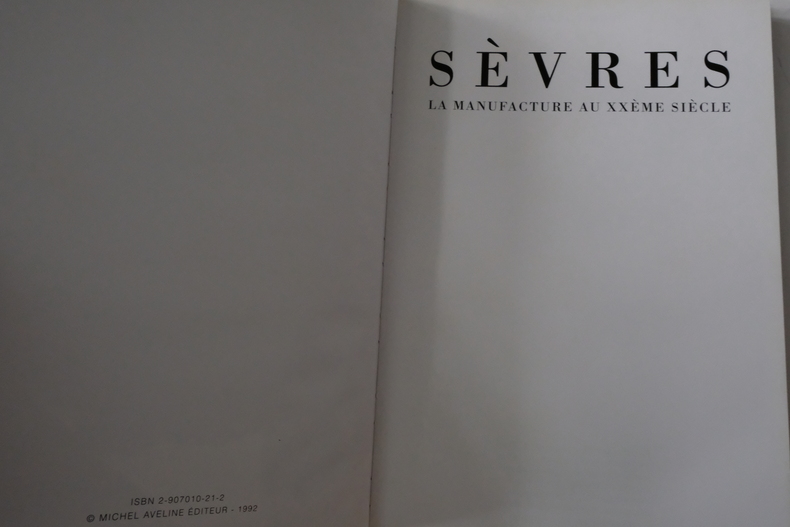 ISBN 2-907010-21-2
© MICHEL AVELINE ÉDITEUR - 1992
SÈVRES
LA MANUFACTURE AU XXÈME SIÈCLE